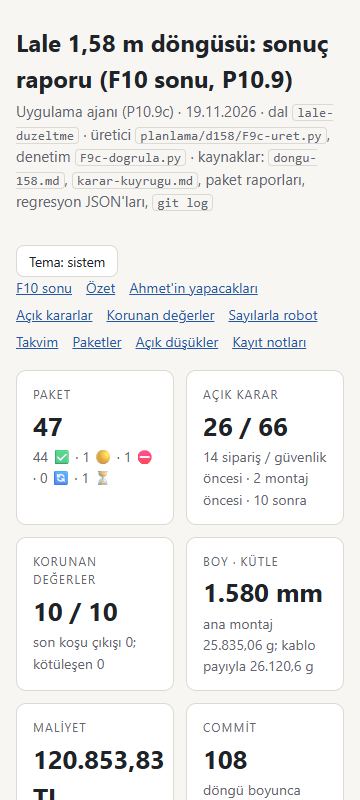 Lale 1,58 m döngüsü: sonuç
raporu (F10 sonu, P10.9)
Uygulama ajanı (P10.9c) · 19.11.2026 · dal lale-
duzeltme · üretici planlama/d158/F9c-uret.py,
denetim F9c-dogrula.py · kaynaklar: dongu-
158.md, karar-kuyrugu.md, paket raporları,
regresyon JSON'ları, git log
Tema: sistem
F10 sonu Özet Ahmet'in yapacakları
Açık kararlar Korunan değerler Sayılarla robot
Takvim Paketler Açık düşükler Kayıt notları
PAKET
47
44 ✅ · 1 🟡 · 1 ⛔
· 0 🔄 · 1 ⏳
AÇIK KARAR
26 / 66
14 sipariş / güvenlik
öncesi · 2 montaj
öncesi · 10 sonra
KORUNAN
DEĞERLER
10 / 10
son koşu çıkışı 0;
kötüleşen 0
BOY · KÜTLE
1.580 mm
ana montaj
25.835,06 g; kablo
payıyla 26.120,6 g
MALİYET
120.853,83
TL
COMMİT
108
döngü boyunca